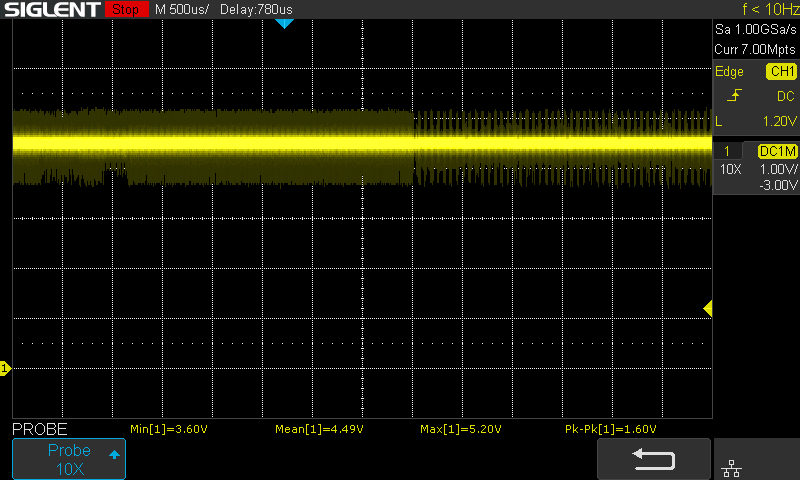 SIGLENT Stop M 500us/ Delay:780us f < 10Hz
Sa 1.00GSa/s
Curr 7.00Mpts
Edge CH1
DC
L 1.20V
1 DC1M
10X 1.00V/
-3.00V
1
PROBE Min[1]=3.60V Mean[1]=4.49V Max[1]=5.20V Pk-Pk[1]=1.60V
Probe
10X